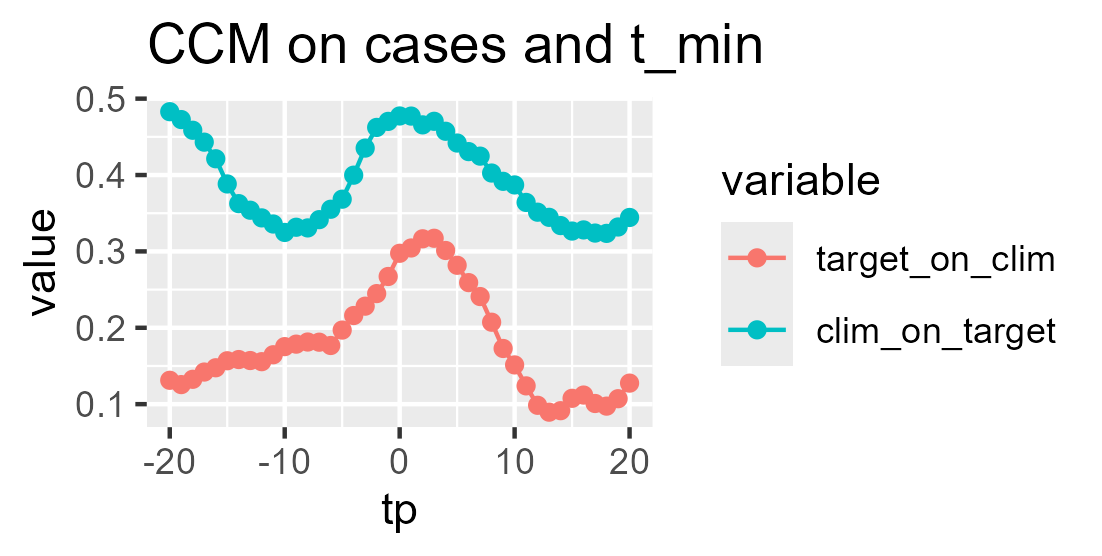 CCM on cases and t_min
0.5
0.4
0.3
0.2
0.1
value
-20 -10 0 10 20
tp
variable
target_on_clim
clim_on_target